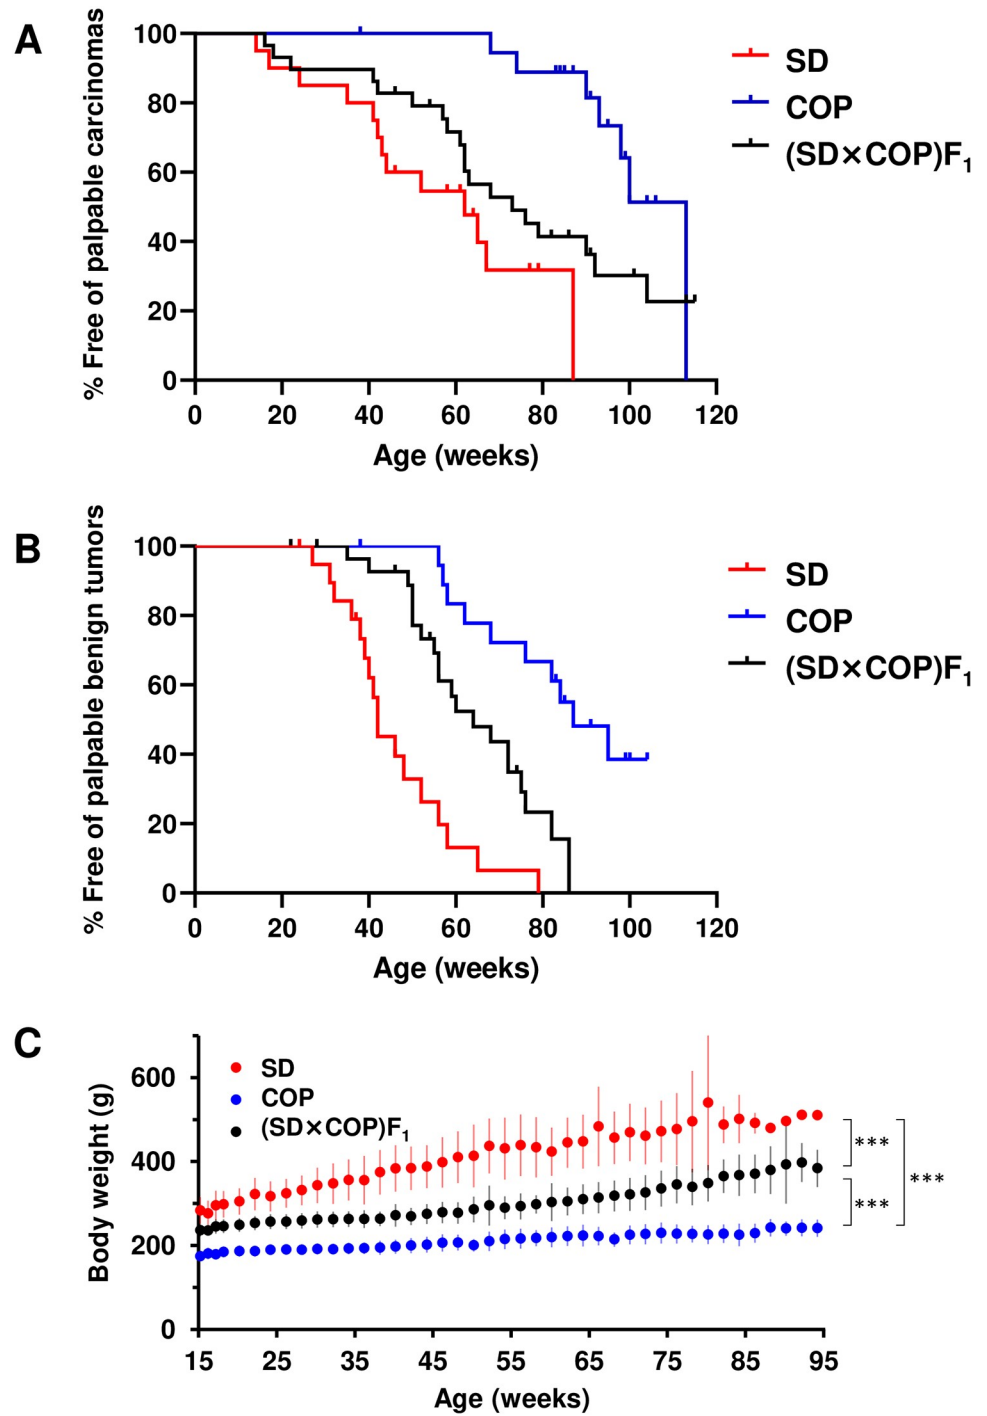 A
% Free of palpable carcinomas
100
80
60
40
20
0
0 20 40 60 80 100 120
Age (weeks)
SD
COP
(SD×COP)F₁
B
% Free of palpable benign tumors
100
80
60
40
20
0
0 20 40 60 80 100 120
Age (weeks)
SD
COP
(SD×COP)F₁
C
Body weight (g)
600
400
200
0
15 25 35 45 55 65 75 85 95
Age (weeks)
SD
COP
(SD×COP)F₁
***
***
***